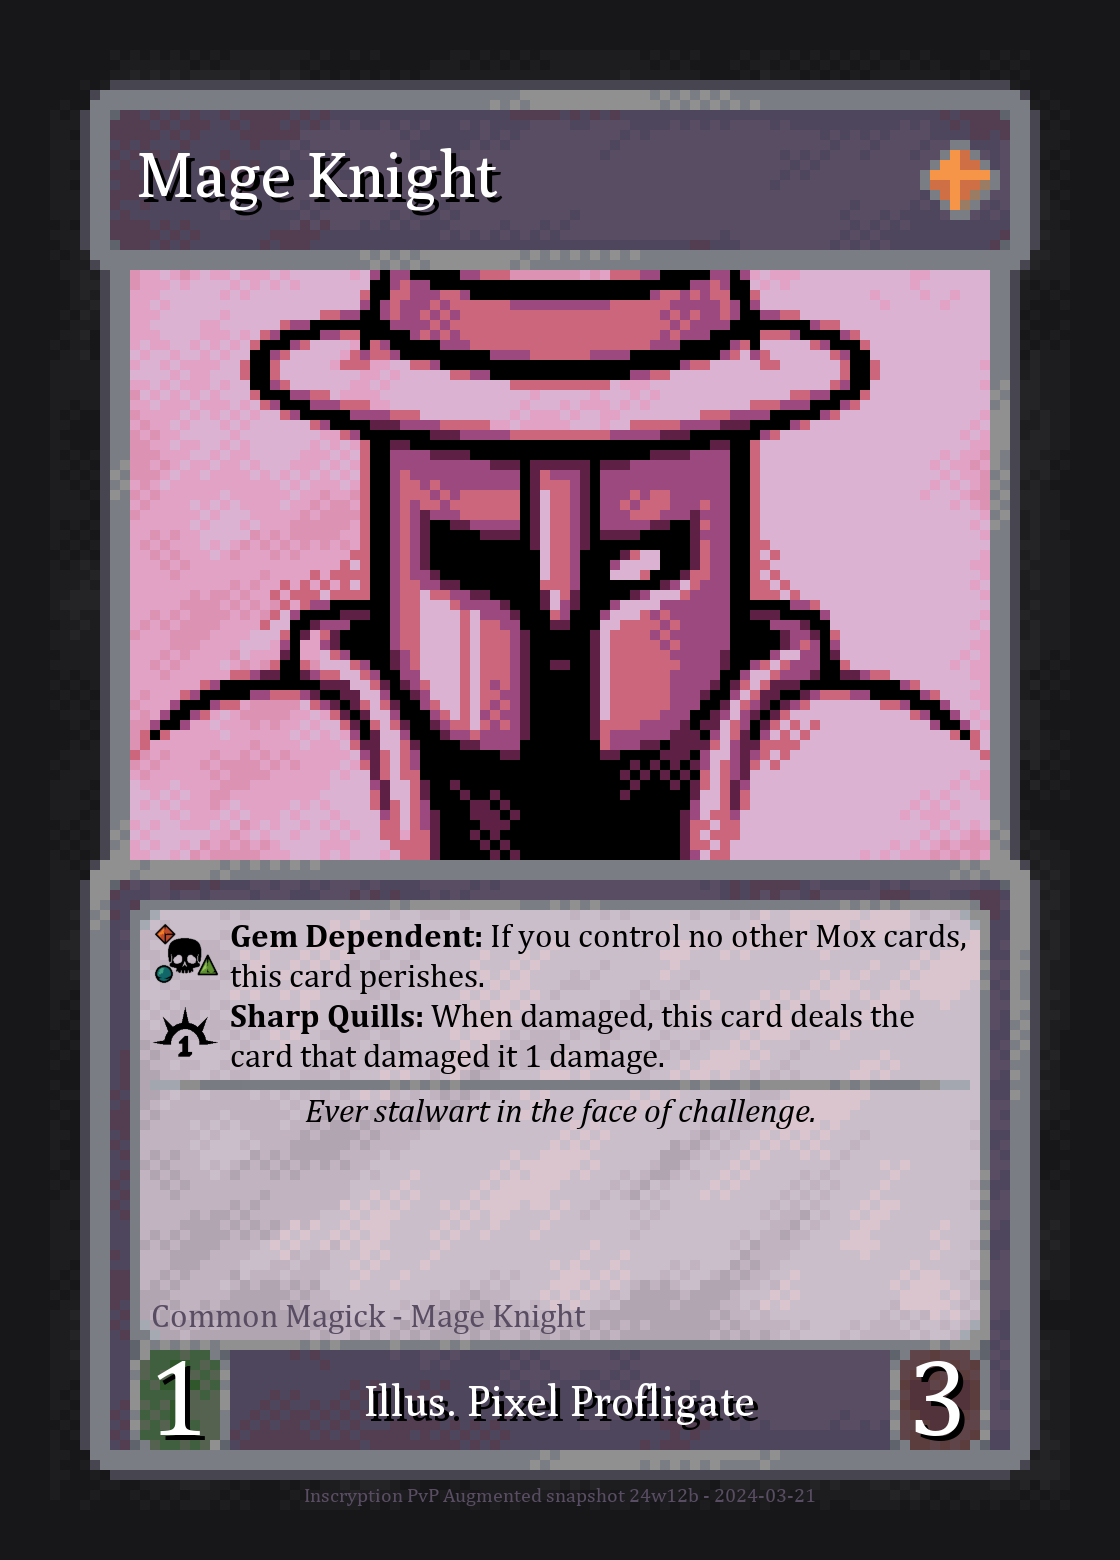 Mage Knight
Gem Dependent: If you control no other Mox cards,
this card perishes.
Sharp Quills: When damaged, this card deals the
1
card that damaged it 1 damage.
Ever stalwart in the face of challenge.
Common Magick - Mage Knight
1
Illus. Pixel Profligate
3
Inscryption PvP Augmented snapshot 24w12b - 2024-03-21